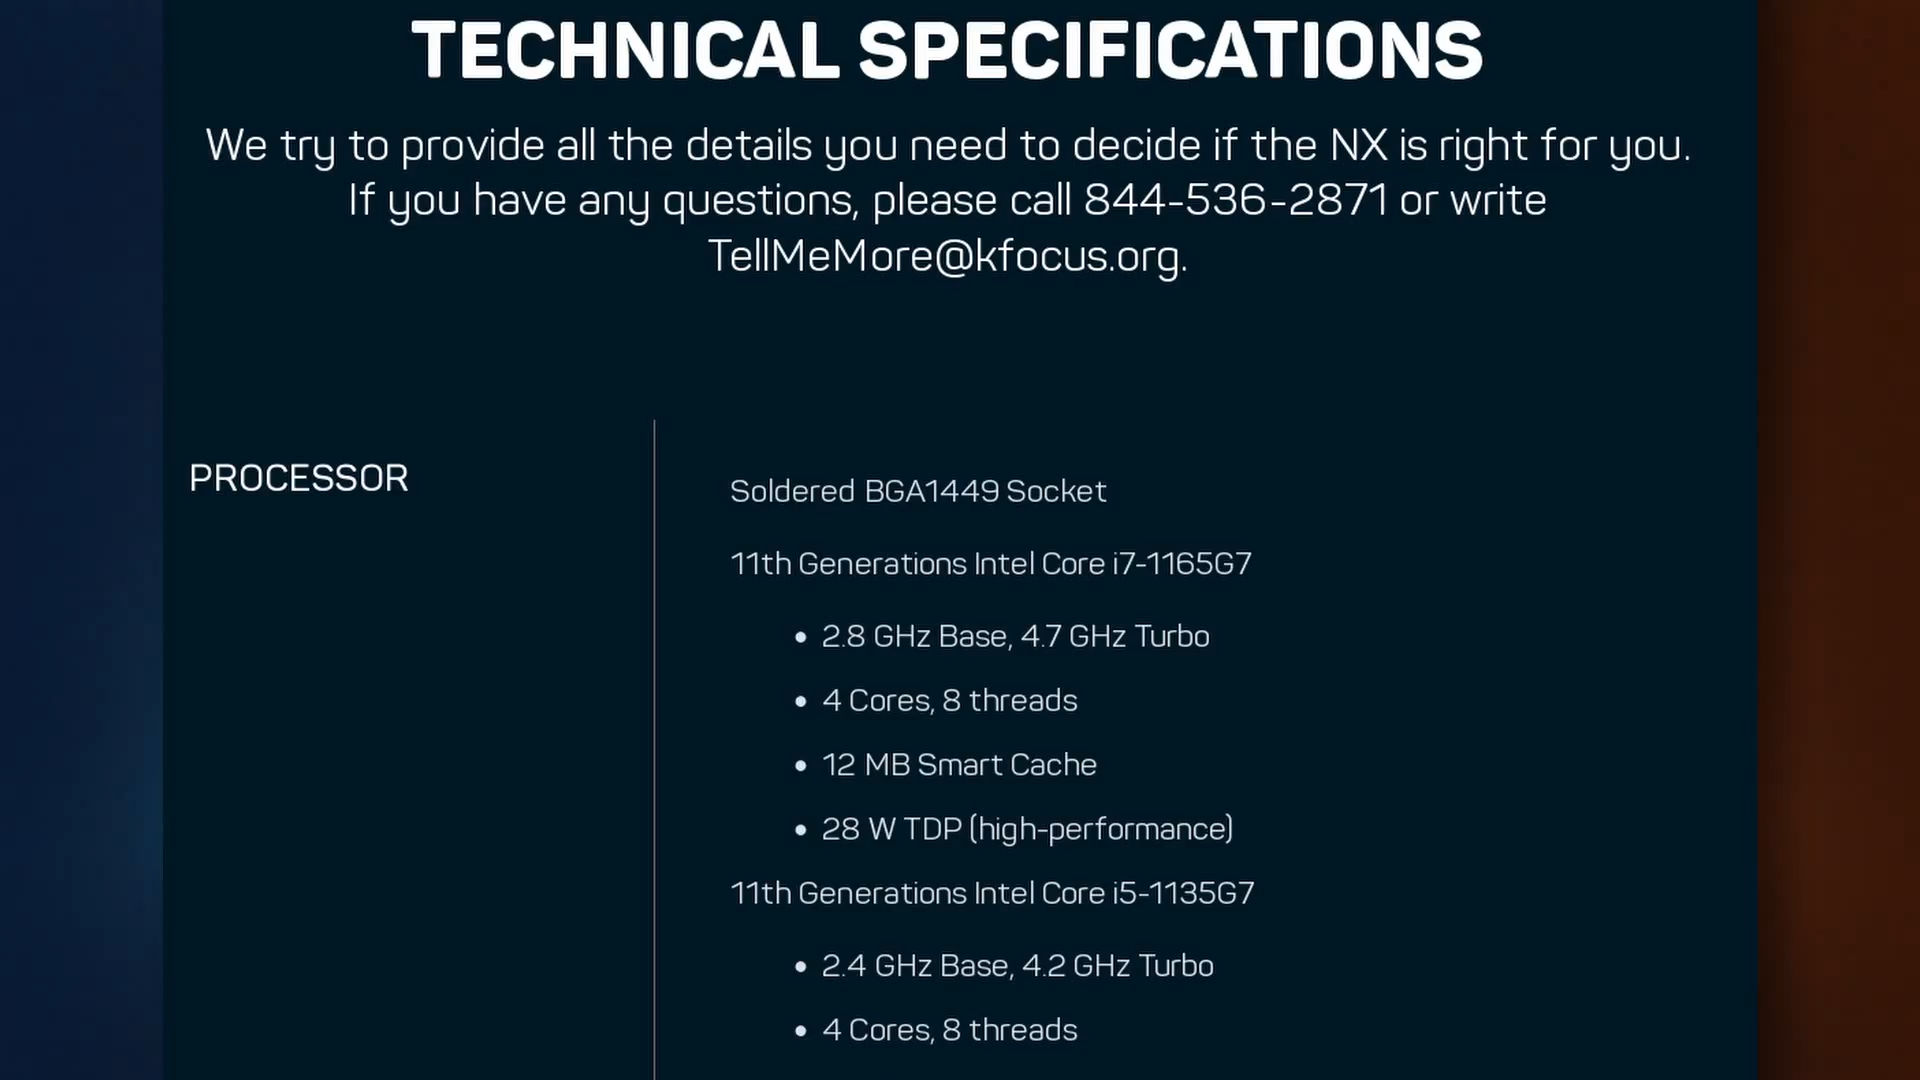 TECHNICAL SPECIFICATIONS
We try to provide all the details you need to decide if the NX is right for you.
If you have any questions, please call 844-536-2871 or write
TellMeMore@kfocus.org.
PROCESSOR
Soldered BGA1449 Socket
11th Generations Intel Core i7-1165G7
• 2.8 GHz Base, 4.7 GHz Turbo
• 4 Cores, 8 threads
• 12 MB Smart Cache
• 28 W TDP (high-performance)
11th Generations Intel Core i5-1135G7
• 2.4 GHz Base, 4.2 GHz Turbo
• 4 Cores, 8 threads